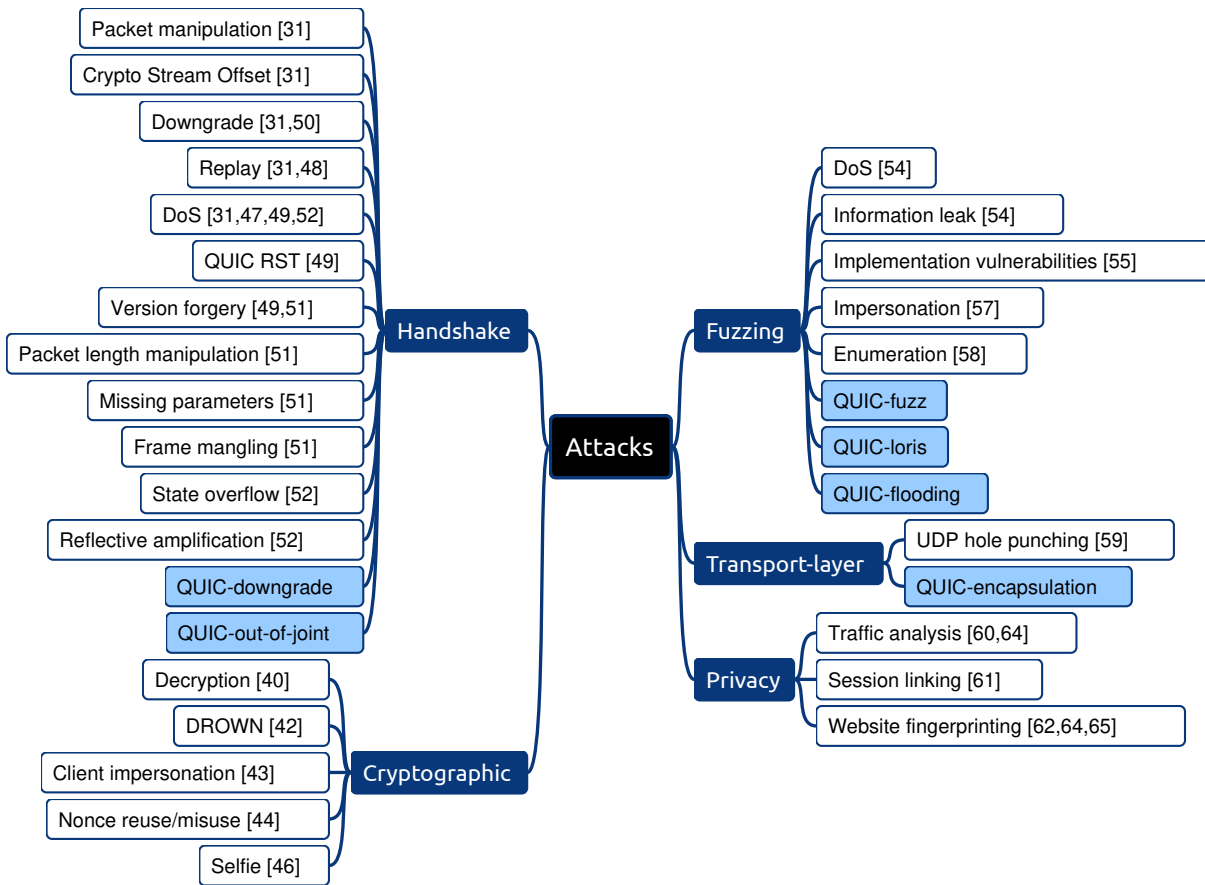 Packet manipulation [31]
Crypto Stream Offset [31]
Downgrade [31,50]
Replay [31,48]
DoS [31,47,49,52]
QUIC RST [49]
Version forgery [49,51]
Packet length manipulation [51]
Missing parameters [51]
Frame mangling [51]
State overflow [52]
Reflective amplification [52]
QUIC-downgrade
QUIC-out-of-joint
Handshake
Decryption [40]
DROWN [42]
Client impersonation [43]
Nonce reuse/misuse [44]
Selfie [46]
Cryptographic
Attacks
Fuzzing
DoS [54]
Information leak [54]
Implementation vulnerabilities [55]
Impersonation [57]
Enumeration [58]
QUIC-fuzz
QUIC-loris
QUIC-flooding
Transport-layer
UDP hole punching [59]
QUIC-encapsulation
Privacy
Traffic analysis [60,64]
Session linking [61]
Website fingerprinting [62,64,65]